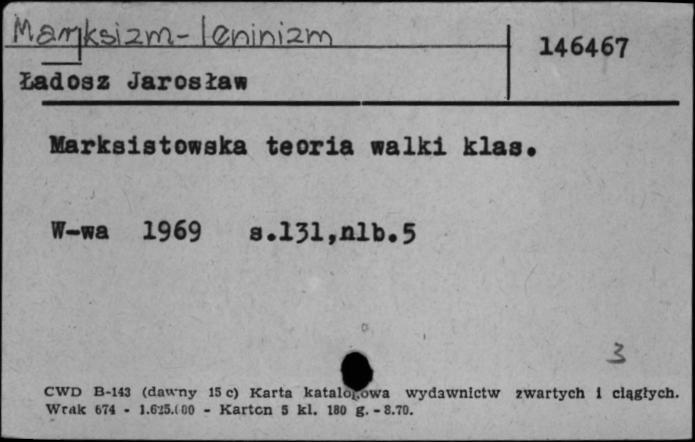 Marksizm-leninizm
146467
Ładosz Jarosław
Marksistowska teoria walki klas.
W-wa 1969 s.131,nlb.5
3
CWD B-143 (dawny 15 c) Karta katalogowa wydawnictw zwartych i ciągłych.
Wrak 674 - 1.625.000 - Karton 5 kl. 180 g. - 8.70.